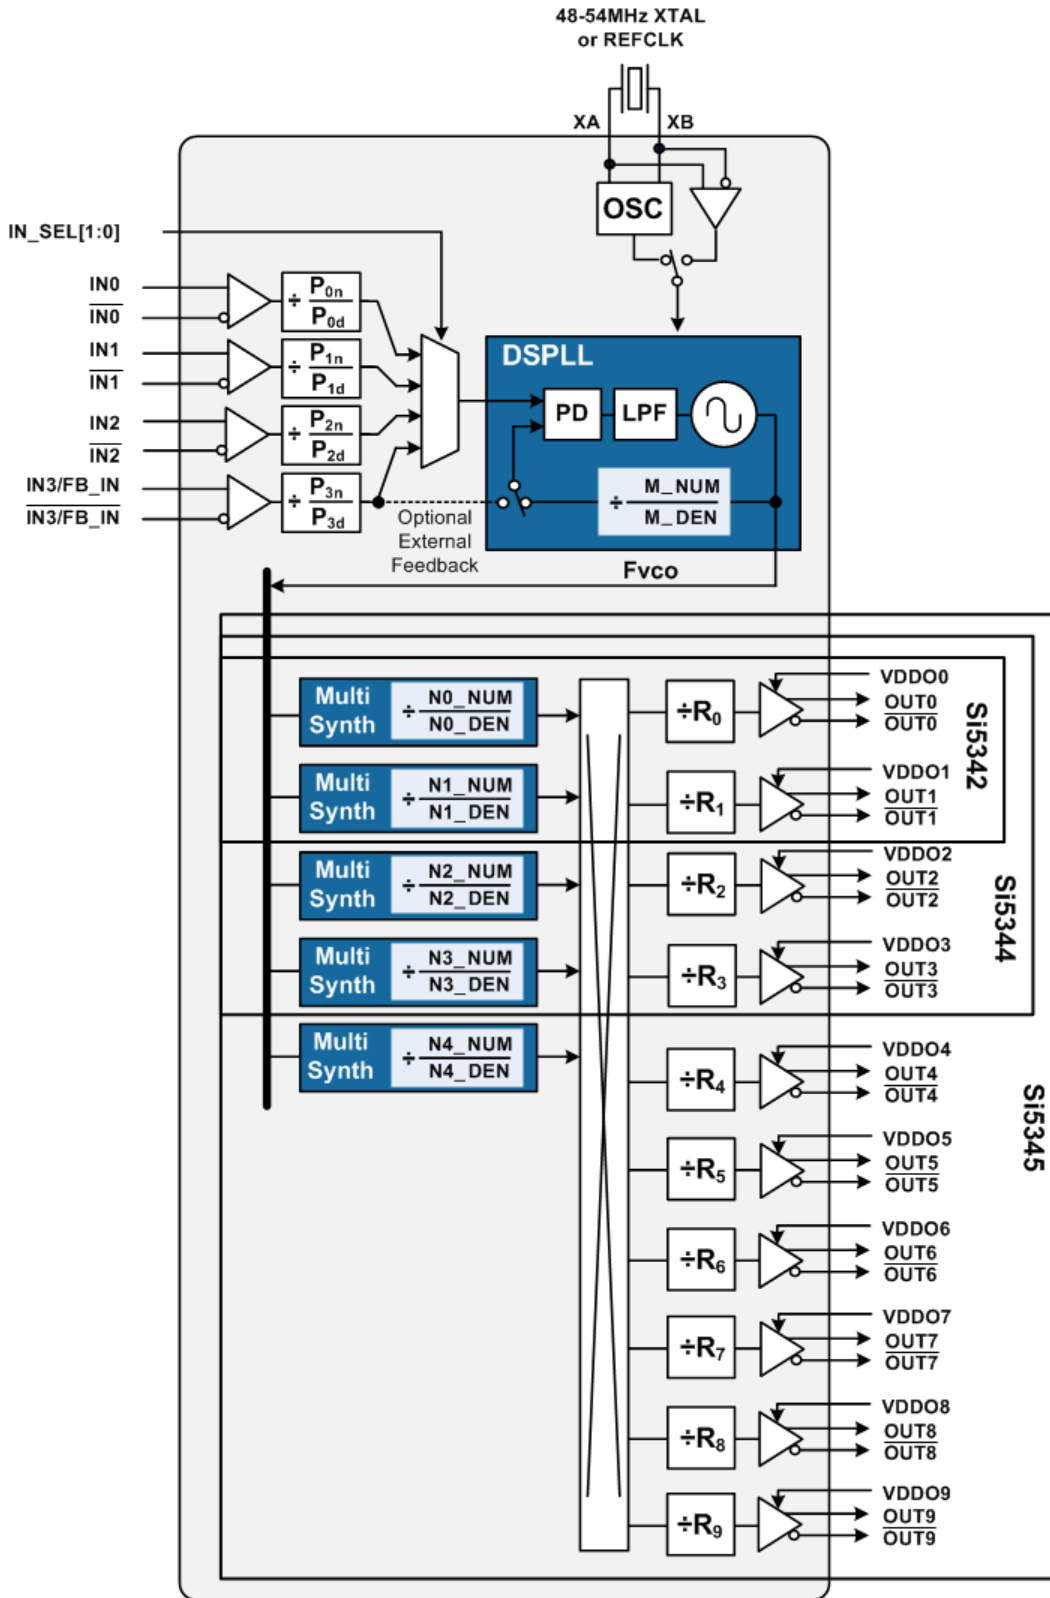 48-54MHz XTAL
or REFCLK
XA
XB
OSC
IN_SEL[1:0]
IN0
IN0
÷ P0n
P0d
IN1
IN1
÷ P1n
P1d
IN2
IN2
÷ P2n
P2d
IN3/FB_IN
IN3/FB_IN
÷ P3n
P3d
DSPLL
PD
LPF
÷ M_NUM
M_DEN
Optional
External
Feedback
Fvco
Multi
Synth
÷ N0_NUM
N0_DEN
÷R0
VDDO0
OUT0
OUT0
Multi
Synth
÷ N1_NUM
N1_DEN
÷R1
VDDO1
OUT1
OUT1
Si5342
Multi
Synth
÷ N2_NUM
N2_DEN
÷R2
VDDO2
OUT2
OUT2
Multi
Synth
÷ N3_NUM
N3_DEN
÷R3
VDDO3
OUT3
OUT3
Si5344
Multi
Synth
÷ N4_NUM
N4_DEN
÷R4
VDDO4
OUT4
OUT4
÷R5
VDDO5
OUT5
OUT5
Si5345
÷R6
VDDO6
OUT6
OUT6
÷R7
VDDO7
OUT7
OUT7
÷R8
VDDO8
OUT8
OUT8
÷R9
VDDO9
OUT9
OUT9